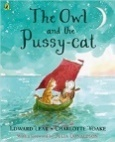 The Owl and the
Pussy-cat
EDWARD LEAR CHARLOTTE VOAKE